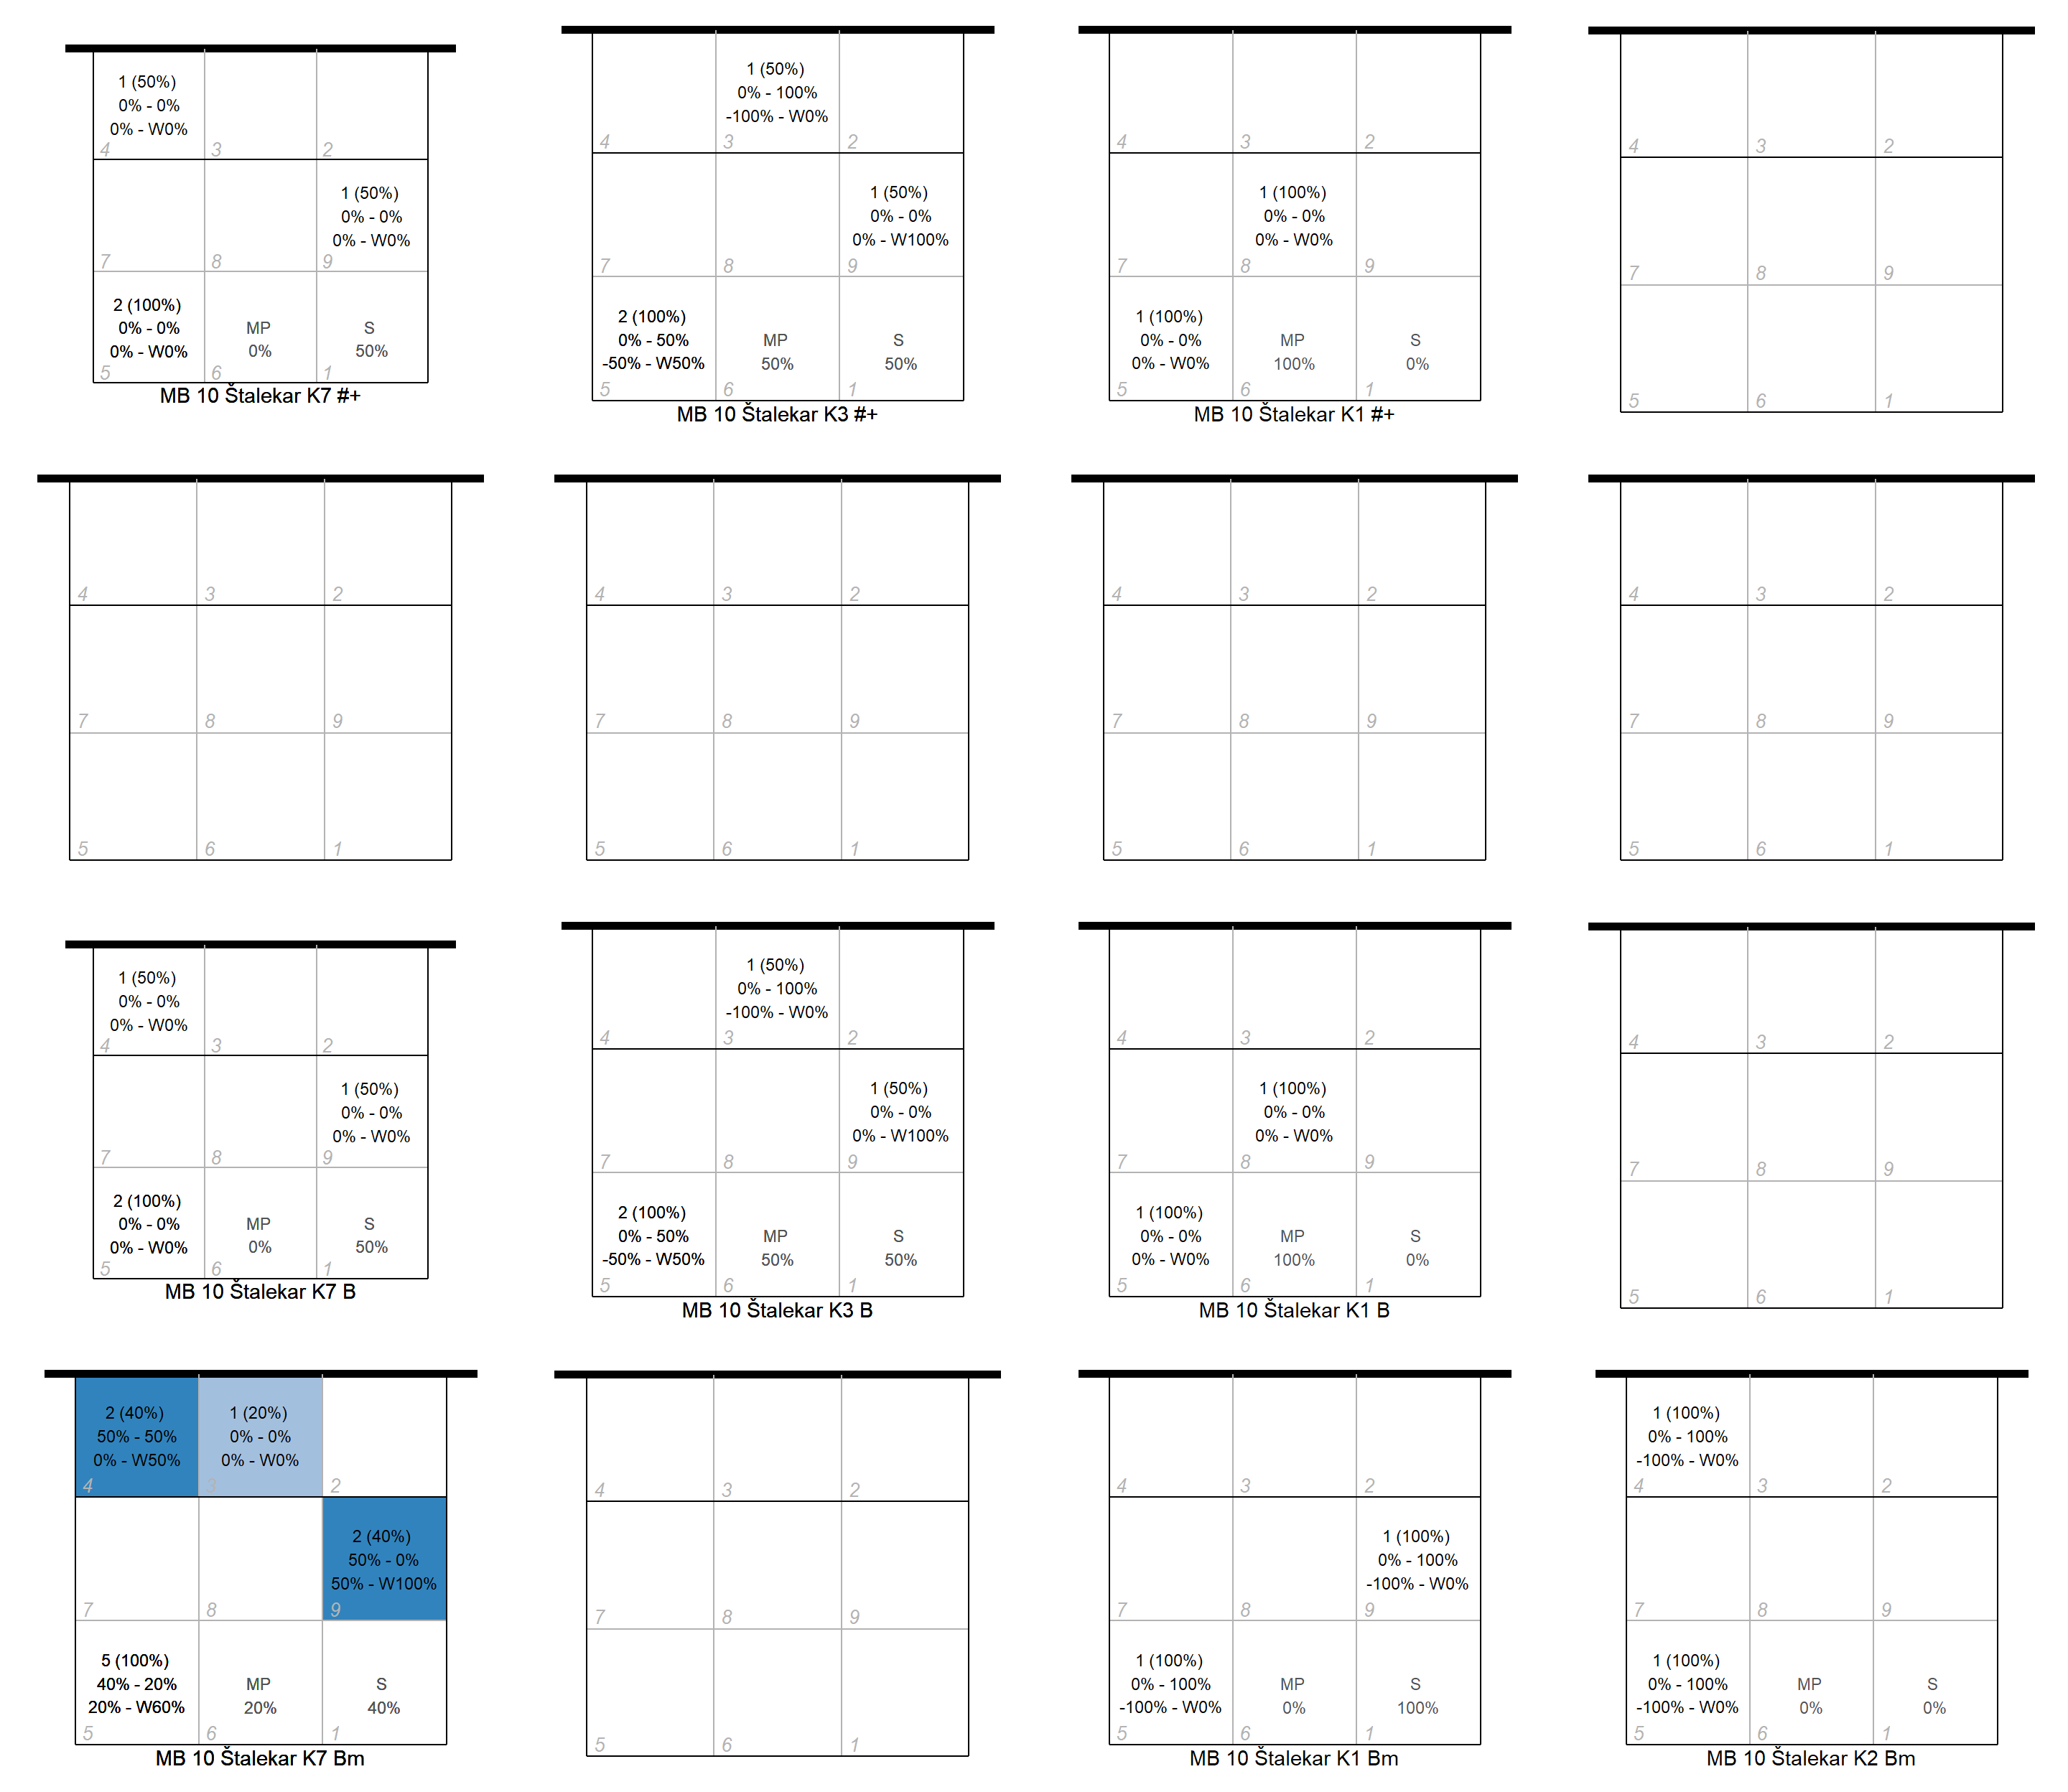 1 (50%)
0% - 0%
0% - W0%
4
3
2
1 (50%)
0% - 0%
0% - W0%
7
8
9
2 (100%)
0% - 0%
0% - W0%
MP
0%
S
50%
5
6
1
MB 10 Štalekar K7 #+
1 (50%)
0% - 100%
-100% - W0%
4
3
2
1 (50%)
0% - 0%
0% - W100%
7
8
9
2 (100%)
0% - 50%
-50% - W50%
MP
50%
S
50%
5
6
1
MB 10 Štalekar K3 #+
4
3
2
1 (100%)
0% - 0%
0% - W0%
7
8
9
1 (100%)
0% - 0%
0% - W0%
MP
100%
S
0%
5
6
1
MB 10 Štalekar K1 #+
4
3
2
7
8
9
5
6
1
4
3
2
7
8
9
5
6
1
4
3
2
7
8
9
5
6
1
4
3
2
7
8
9
5
6
1
4
3
2
7
8
9
5
6
1
1 (50%)
0% - 0%
0% - W0%
4
3
2
1 (50%)
0% - 0%
0% - W0%
7
8
9
2 (100%)
0% - 0%
0% - W0%
MP
0%
S
50%
5
6
1
MB 10 Štalekar K7 B
1 (50%)
0% - 100%
-100% - W0%
4
3
2
1 (50%)
0% - 0%
0% - W100%
7
8
9
2 (100%)
0% - 50%
-50% - W50%
MP
50%
S
50%
5
6
1
MB 10 Štalekar K3 B
4
3
2
1 (100%)
0% - 0%
0% - W0%
7
8
9
1 (100%)
0% - 0%
0% - W0%
MP
100%
S
0%
5
6
1
MB 10 Štalekar K1 B
4
3
2
7
8
9
5
6
1
2 (40%)
50% - 50%
0% - W50%
4
1 (20%)
0% - 0%
0% - W0%
3
2
2 (40%)
50% - 0%
50% - W100%
7
8
9
5 (100%)
40% - 20%
20% - W60%
MP
20%
S
40%
5
6
1
MB 10 Štalekar K7 Bm
4
3
2
7
8
9
5
6
1
4
3
2
1 (100%)
0% - 100%
-100% - W0%
7
8
9
1 (100%)
0% - 100%
-100% - W0%
MP
0%
S
100%
5
6
1
MB 10 Štalekar K1 Bm
1 (100%)
0% - 100%
-100% - W0%
4
3
2
7
8
9
1 (100%)
0% - 100%
-100% - W0%
MP
0%
S
0%
5
6
1
MB 10 Štalekar K2 Bm